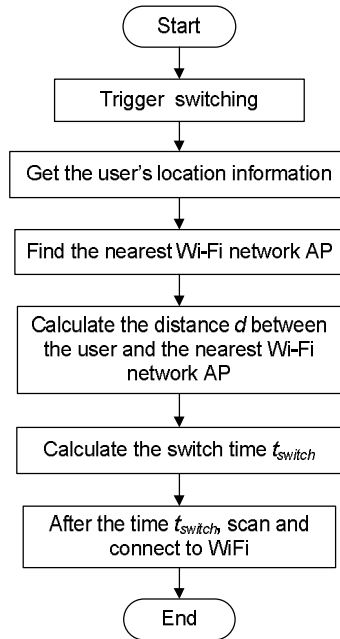 Start
Trigger switching
Get the user's location information
Find the nearest Wi-Fi network AP
Calculate the distance d between
the user and the nearest Wi-Fi
network AP
Calculate the switch time tswitch
After the time tswitch, scan and
connect to WiFi
End